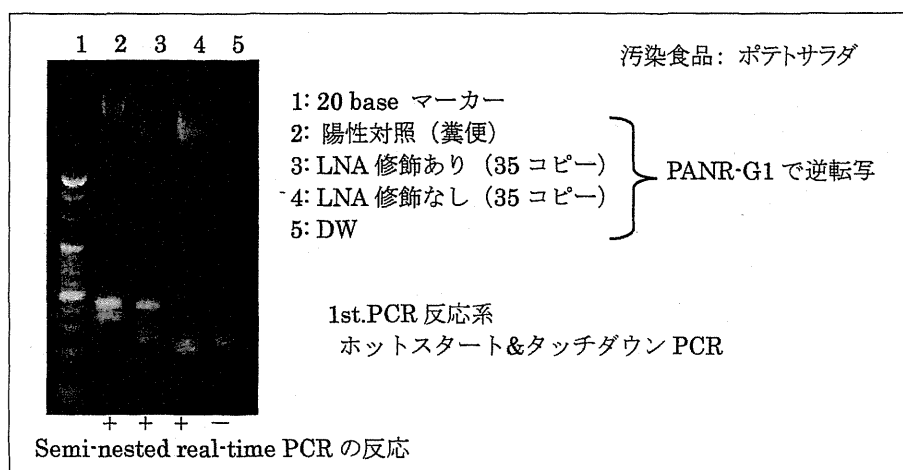 1 2 3 4 5
汚染食品: ポテトサラダ
1: 20 base マーカー
2: 陽性対照（糞便）
3: LNA 修飾あり（35 コピー）
4: LNA 修飾なし（35 コピー）
5: DW
PANR-G1 で逆転写
1st.PCR 反応系
ホットスタート&タッチダウン PCR
+ + + −
Semi-nested real-time PCR の反応